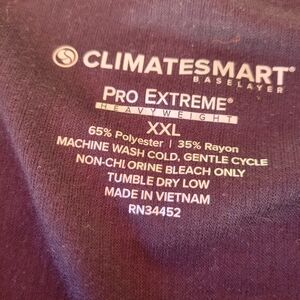 CLIMATESMART®
BASELAYER
PRO EXTREME®
HEAVYWEIGHT
XXL
65% Polyester | 35% Rayon
MACHINE WASH COLD, GENTLE CYCLE
NON-CHLORINE BLEACH ONLY
TUMBLE DRY LOW
MADE IN VIETNAM
RN34452